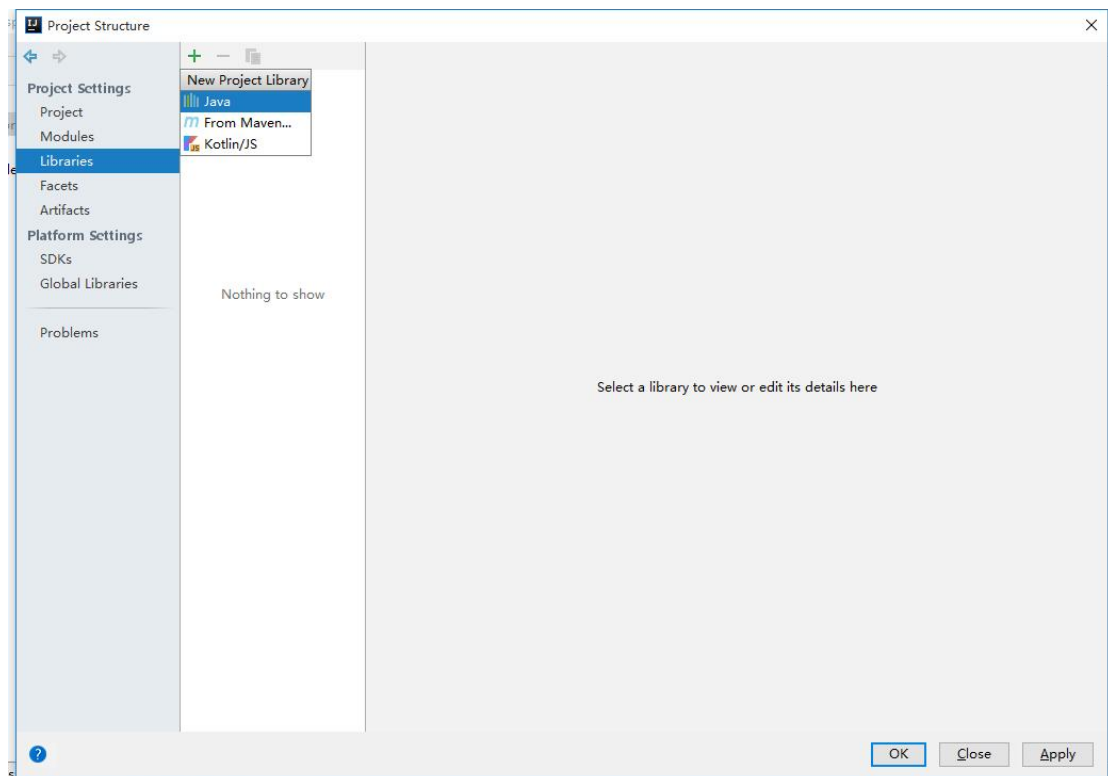 Project Structure
New Project Library
Java
From Maven...
Kotlin/JS
Project Settings
Project
Modules
Libraries
Facets
Artifacts
Platform Settings
SDKs
Global Libraries
Problems
Nothing to show
Select a library to view or edit its details here
OK
Close
Apply